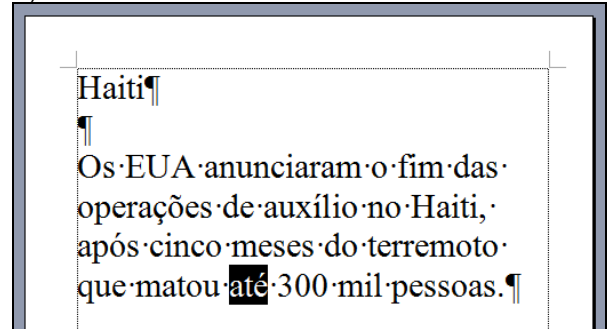 Haiti¶
¶
Os·EUA·anunciaram·o·fim·das·
operações·de·auxílio·no·Haiti,·
após·cinco·meses·do·terremoto·
que·matou·até·300·mil·pessoas.¶